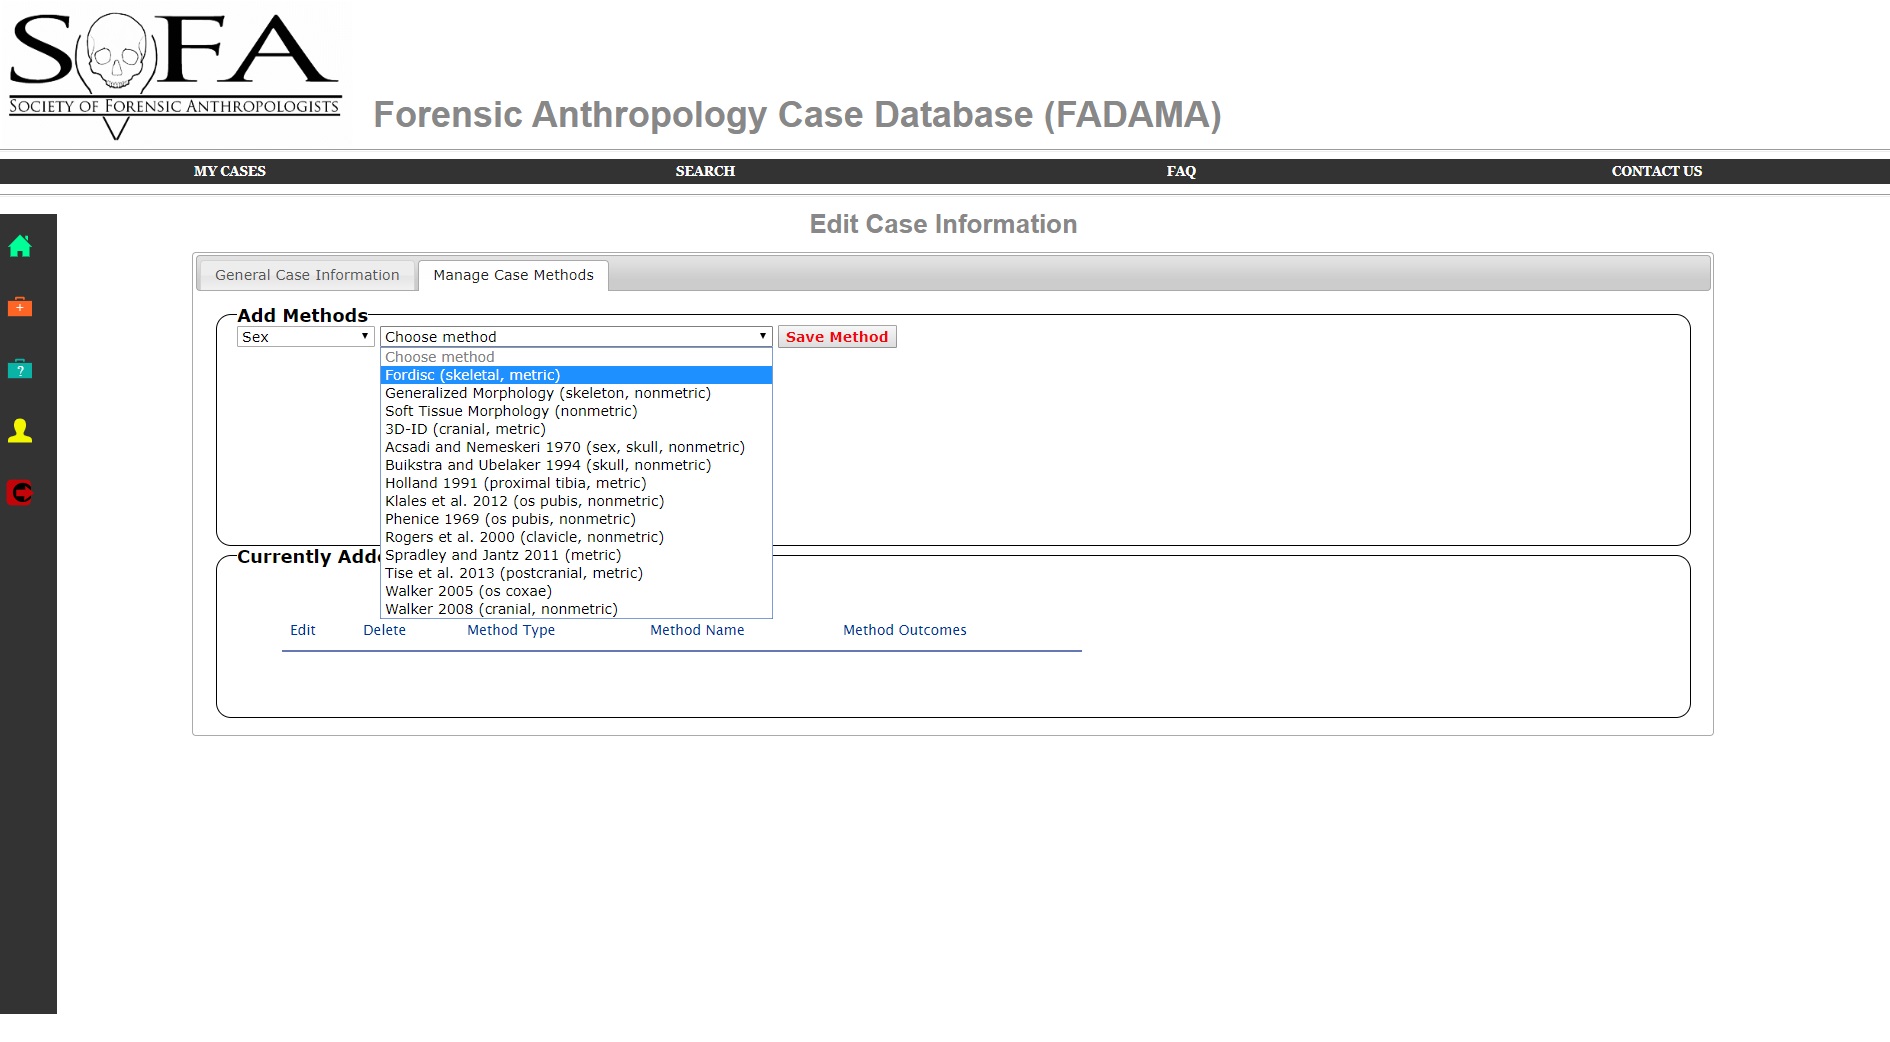 SOFA
SOCIETY OF FORENSIC ANTHROPOLOGISTS
Forensic Anthropology Case Database (FADAMA)
MY CASES SEARCH FAQ CONTACT US
Edit Case Information
General Case Information Manage Case Methods
Add Methods
Sex Choose method Save Method
Choose method
Fordisc (skeletal, metric)
Generalized Morphology (skeleton, nonmetric)
Soft Tissue Morphology (nonmetric)
3D-ID (cranial, metric)
Acsadi and Nemeskeri 1970 (sex, skull, nonmetric)
Buikstra and Ubelaker 1994 (skull, nonmetric)
Holland 1991 (proximal tibia, metric)
Klales et al. 2012 (os pubis, nonmetric)
Phenice 1969 (os pubis, nonmetric)
Rogers et al. 2000 (clavicle, nonmetric)
Spradley and Jantz 2011 (metric)
Tise et al. 2013 (postcranial, metric)
Walker 2005 (os coxae)
Walker 2008 (cranial, nonmetric)
Currently
Edit Delete Method Type Method Name Method Outcomes